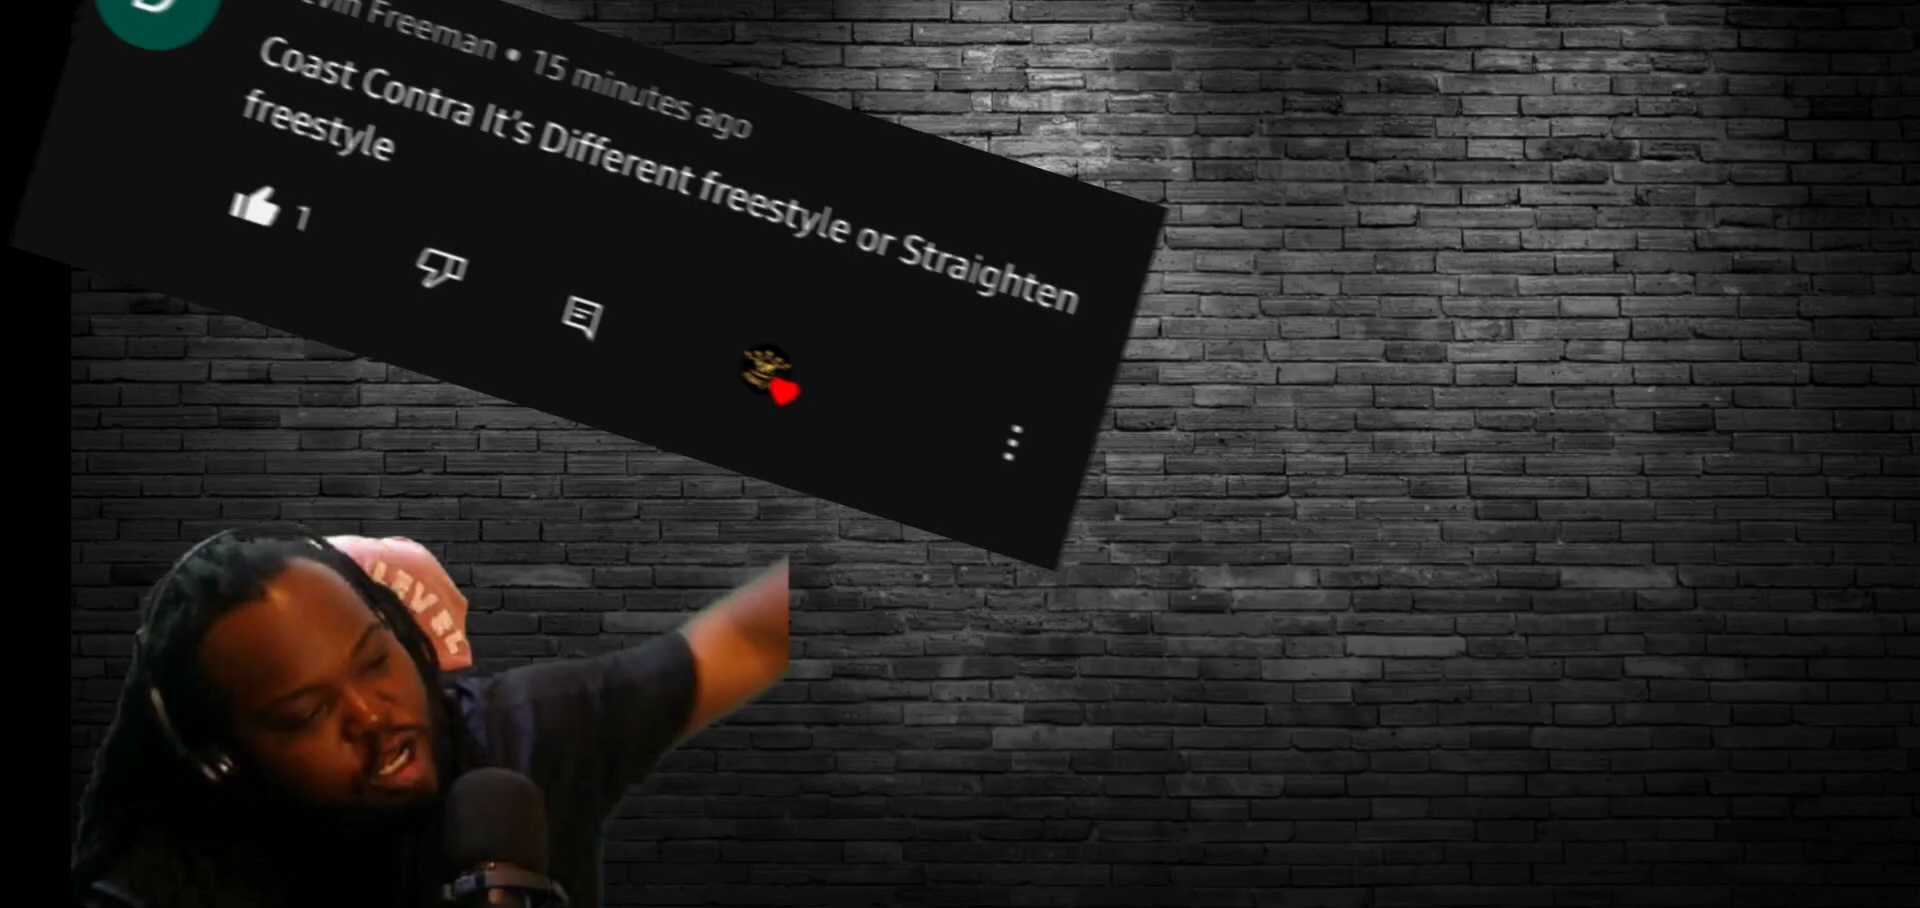 Freeman • 15 minutes ago
Coast Contra It's Different freestyle or Straighten
freestyle
1
LEVEL